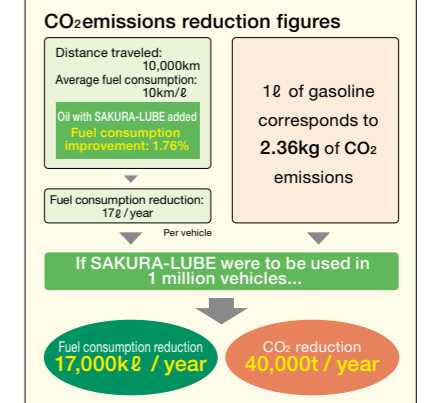 CO₂ emissions reduction figures
Distance traveled:
10,000km
Average fuel consumption:
10km/ℓ
Oil with SAKURA-LUBE added
Fuel consumption
improvement: 1.76%
Fuel consumption reduction:
17ℓ/year
Per vehicle
1ℓ of gasoline
corresponds to
2.36kg of CO₂
emissions
If SAKURA-LUBE were to be used in
1 million vehicles...
Fuel consumption reduction
17,000kℓ / year
CO₂ reduction
40,000t / year